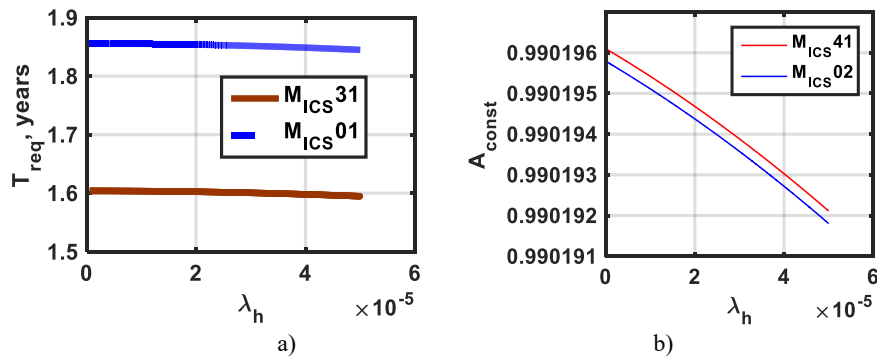 1.9
1.8
1.7
1.6
1.5
T_req, years
M_ICS31
M_ICS01
0 2 4 6
λ_h ×10^-5
a)
0.990196
0.990195
0.990194
0.990193
0.990192
0.990191
A_const
M_ICS41
M_ICS02
0 2 4 6
λ_h ×10^-5
b)